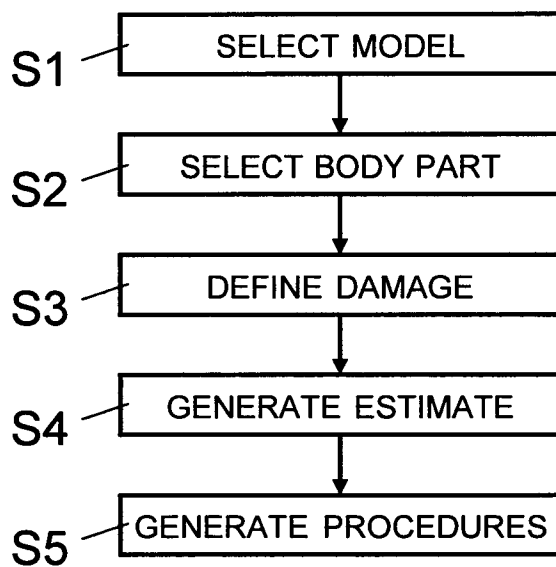 S1 SELECT MODEL
S2 SELECT BODY PART
S3 DEFINE DAMAGE
S4 GENERATE ESTIMATE
S5 GENERATE PROCEDURES